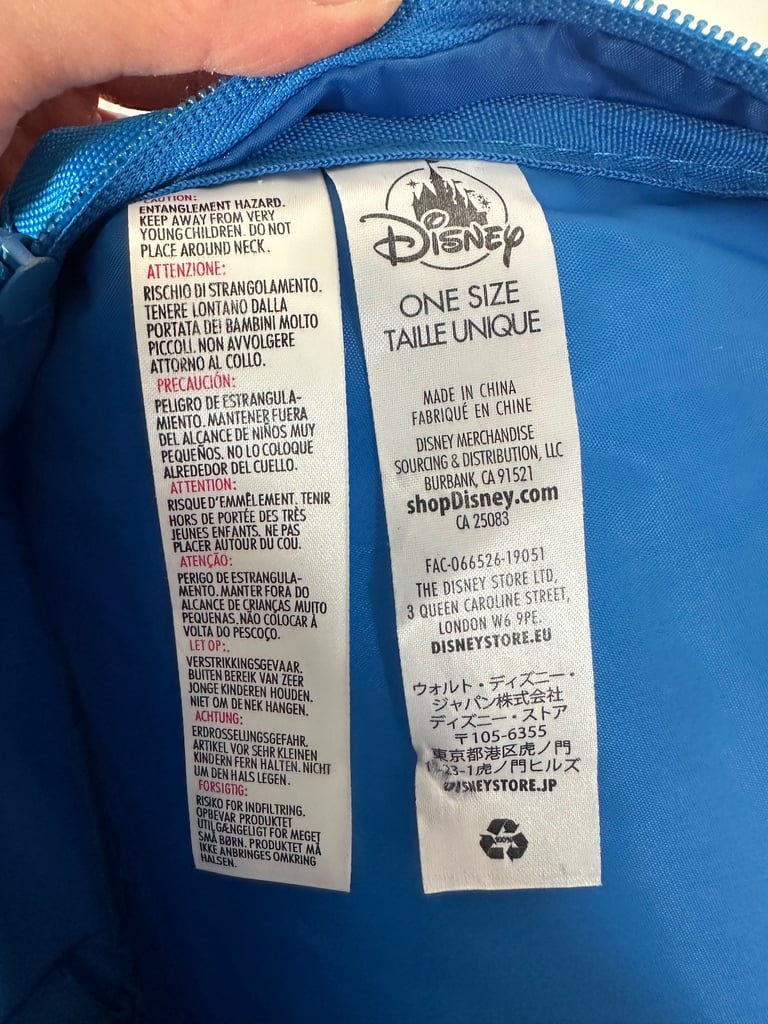 CAUTION:
ENTANGLEMENT HAZARD.
KEEP AWAY FROM VERY
YOUNG CHILDREN. DO NOT
PLACE AROUND NECK.
ATTENZIONE:
RISCHIO DI STRANGOLAMENTO.
TENERE LONTANO DALLA
PORTATA DEI BAMBINI MOLTO
PICCOLI. NON AVVOLGERE
ATTORNO AL COLLO.
PRECAUCIÓN:
PELIGRO DE ESTRANGULA-
MIENTO. MANTENER FUERA
DEL ALCANCE DE NIÑOS MUY
PEQUEÑOS. NO LO COLOQUE
ALREDEDOR DEL CUELLO.
ATTENTION:
RISQUE D'EMMÊLEMENT. TENIR
HORS DE PORTÉE DES TRÈS
JEUNES ENFANTS. NE PAS
PLACER AUTOUR DU COU.
ATENÇÃO:
PERIGO DE ESTRANGULA-
MENTO. MANTER FORA DO
ALCANCE DE CRIANÇAS MUITO
PEQUENAS. NÃO COLOCAR À
VOLTA DO PESCOÇO.
LET OP:
VERSTRIKKINGSGEVAAR.
BUITEN BEREIK VAN ZEER
JONGE KINDEREN HOUDEN.
NIET OM DE NEK HANGEN.
ACHTUNG:
ERDROSSELUNGSGEFAHR.
ARTIKEL VOR SEHR KLEINEN
KINDERN FERN HALTEN. NICHT
UM DEN HALS LEGEN.
FORSIGTIG:
RISIKO FOR INDFILTRING.
OPBEVAR PRODUKTET
UTILGÆNGELIGT FOR MEGET
SMÅ BØRN. PRODUKTET MÅ
IKKE ANBRINGES OMKRING
HALSEN.
DISNEY
ONE SIZE
TAILLE UNIQUE
MADE IN CHINA
FABRIQUÉ EN CHINE
DISNEY MERCHANDISE
SOURCING & DISTRIBUTION, LLC
BURBANK, CA 91521
shopDisney.com
CA 25083
FAC-066526-19051
THE DISNEY STORE LTD,
3 QUEEN CAROLINE STREET,
LONDON W6 9PE.
DISNEYSTORE.EU
ウォルト・ディズニー・
ジャパン株式会社
ディズニー・ストア
〒105-6355
東京都港区虎ノ門
1-23-1虎ノ門ヒルズ
DISNEYSTORE.JP
100%